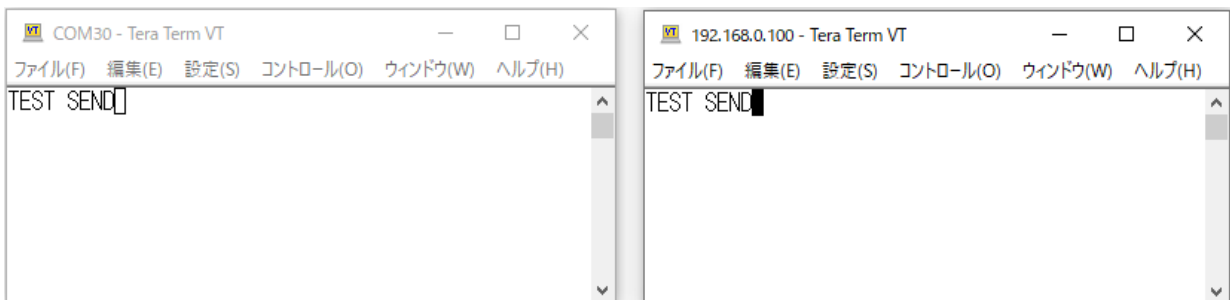 COM30 - Tera Term VT
ファイル(F) 編集(E) 設定(S) コントロール(O) ウィンドウ(W) ヘルプ(H)
TEST SEND
192.168.0.100 - Tera Term VT
ファイル(F) 編集(E) 設定(S) コントロール(O) ウィンドウ(W) ヘルプ(H)
TEST SEND